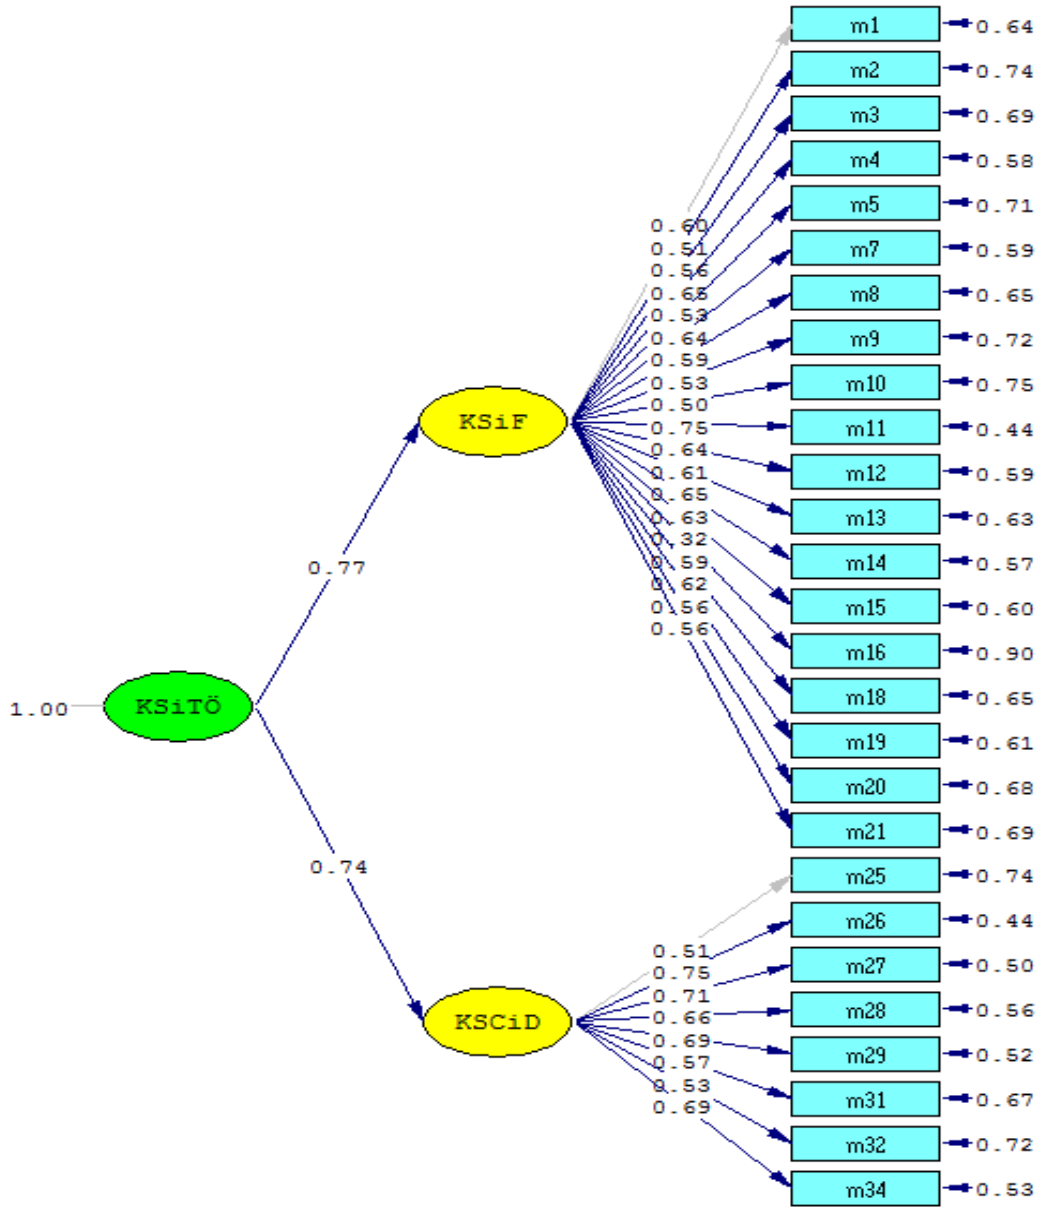 m1 0.64
m2 0.74
m3 0.69
m4 0.58
m5 0.71
m7 0.59
m8 0.65
m9 0.72
m10 0.75
m11 0.44
m12 0.59
m13 0.63
m14 0.57
m15 0.60
m16 0.90
m18 0.65
m19 0.61
m20 0.68
m21 0.69
m25 0.74
m26 0.44
m27 0.50
m28 0.56
m29 0.52
m31 0.67
m32 0.72
m34 0.53
0.60
0.51
0.56
0.65
0.53
0.64
0.59
0.53
0.50
0.75
0.64
0.61
0.65
0.63
0.32
0.59
0.62
0.56
0.56
KSiF
0.77
1.00 KSiTÖ
0.74
KSCiD
0.51
0.75
0.71
0.66
0.69
0.57
0.53
0.69